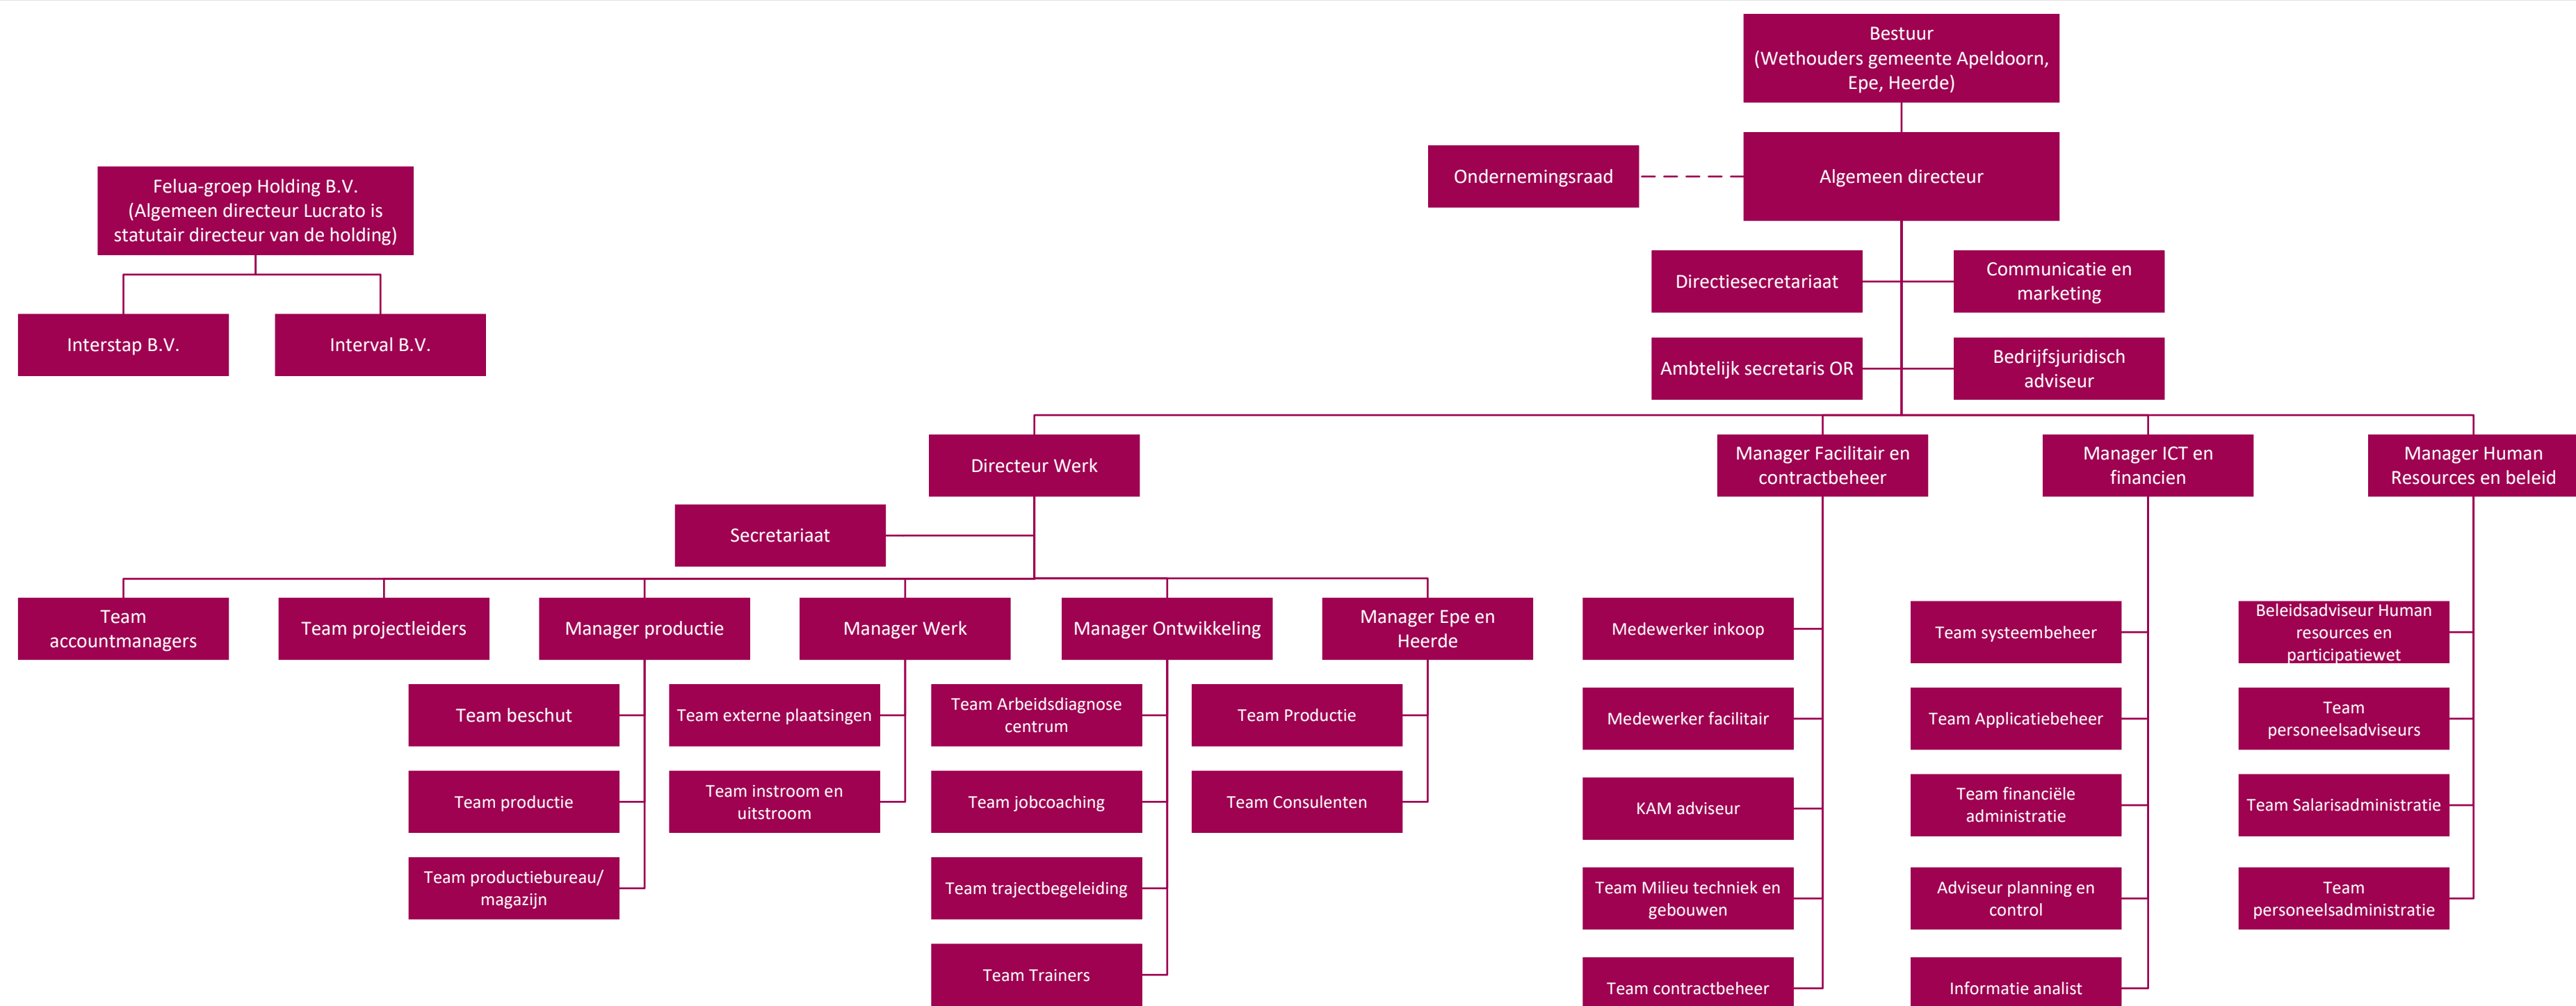 Bestuur
(Wethouders gemeente Apeldoorn,
Epe, Heerde)
Ondernemingsraad
Algemeen directeur
Felua-groep Holding B.V.
(Algemeen directeur Lucrato is
statutair directeur van de holding)
Interstap B.V.
Interval B.V.
Directiesecretariaat
Communicatie en
marketing
Ambtelijk secretaris OR
Bedrijfsjuridisch
adviseur
Directeur Werk
Manager Facilitair en
contractbeheer
Manager ICT en
financien
Manager Human
Resources en beleid
Secretariaat
Team
accountmanagers
Team projectleiders
Manager productie
Manager Werk
Manager Ontwikkeling
Manager Epe en
Heerde
Team beschut
Team productie
Team productiebureau/
magazijn
Team externe plaatsingen
Team instroom en
uitstroom
Team Arbeidsdiagnose
centrum
Team jobcoaching
Team trajectbegeleiding
Team Trainers
Team Productie
Team Consulenten
Medewerker inkoop
Medewerker facilitair
KAM adviseur
Team Milieu techniek en
gebouwen
Team contractbeheer
Team systeembeheer
Team Applicatiebeheer
Team financiële
administratie
Adviseur planning en
control
Informatie analist
Beleidsadviseur Human
resources en
participatiewet
Team
personeelsadviseurs
Team Salarisadministratie
Team
personeelsadministratie